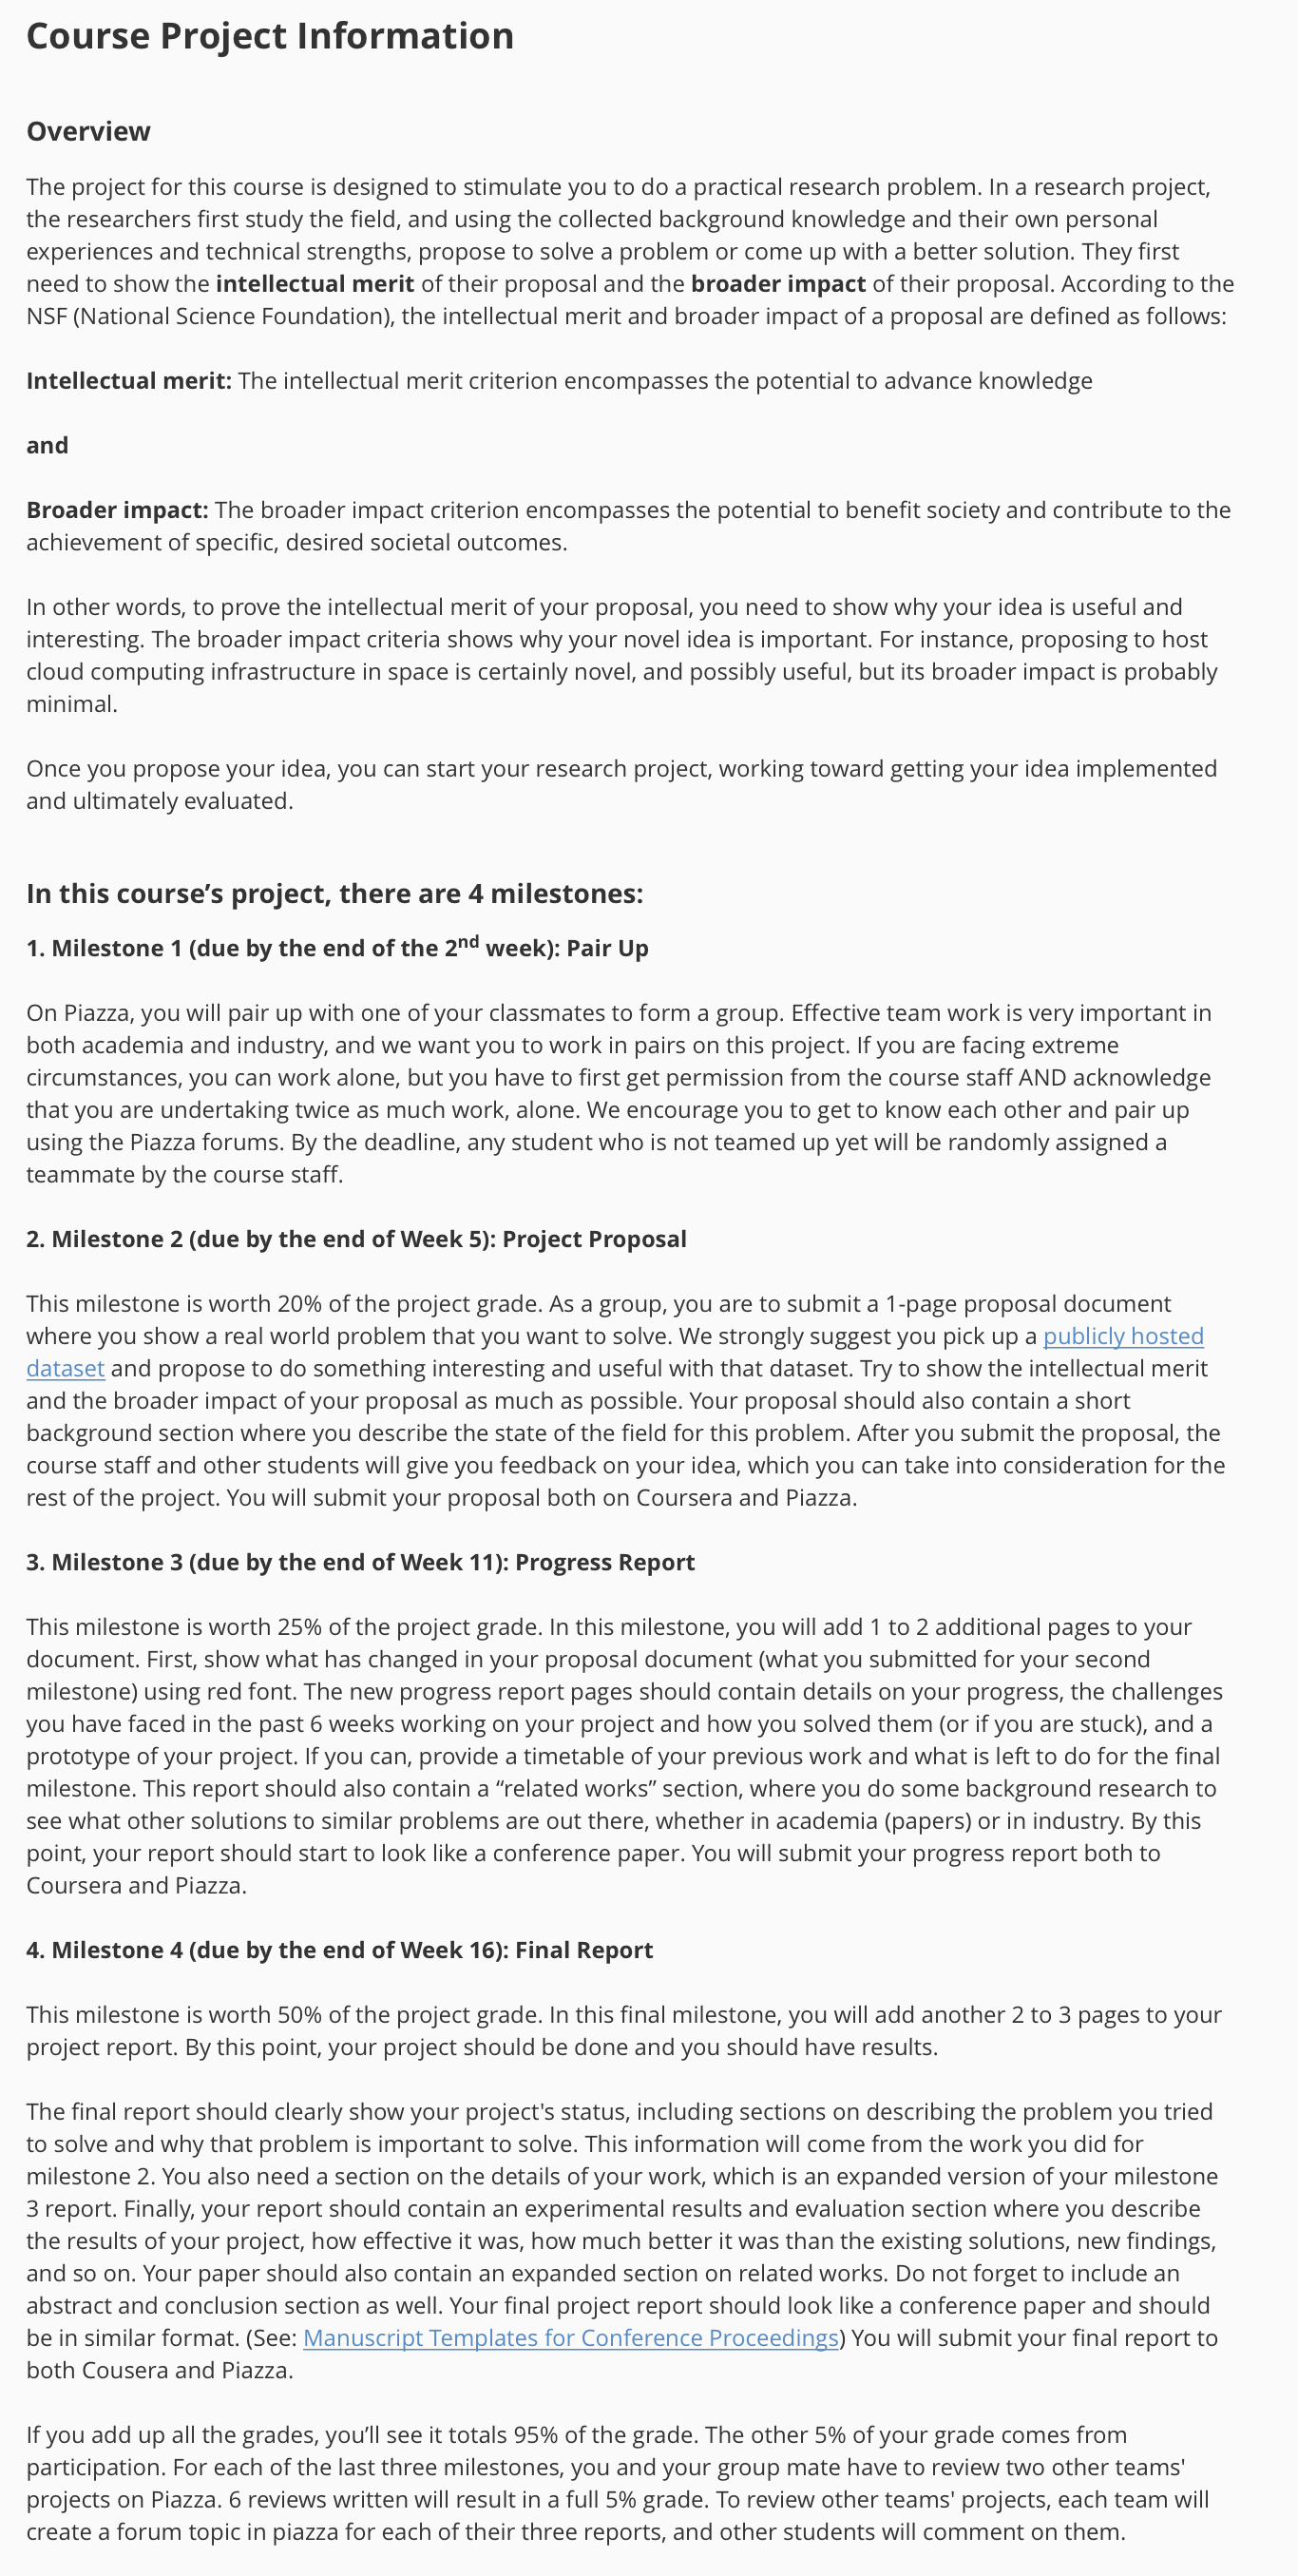 Course Project Information
Overview
The project for this course is designed to stimulate you to do a practical research problem. In a research project,
the researchers first study the field, and using the collected background knowledge and their own personal
experiences and technical strengths, propose to solve a problem or come up with a better solution. They first
need to show the intellectual merit of their proposal and the broader impact of their proposal. According to the
NSF (National Science Foundation), the intellectual merit and broader impact of a proposal are defined as follows:
Intellectual merit: The intellectual merit criterion encompasses the potential to advance knowledge
and
Broader impact: The broader impact criterion encompasses the potential to benefit society and contribute to the
achievement of specific, desired societal outcomes.
In other words, to prove the intellectual merit of your proposal, you need to show why your idea is useful and
interesting. The broader impact criteria shows why your novel idea is important. For instance, proposing to host
cloud computing infrastructure in space is certainly novel, and possibly useful, but its broader impact is probably
minimal.
Once you propose your idea, you can start your research project, working toward getting your idea implemented
and ultimately evaluated.
In this course’s project, there are 4 milestones:
1. Milestone 1 (due by the end of the 2nd week): Pair Up
On Piazza, you will pair up with one of your classmates to form a group. Effective team work is very important in
both academia and industry, and we want you to work in pairs on this project. If you are facing extreme
circumstances, you can work alone, but you have to first get permission from the course staff AND acknowledge
that you are undertaking twice as much work, alone. We encourage you to get to know each other and pair up
using the Piazza forums. By the deadline, any student who is not teamed up yet will be randomly assigned a
teammate by the course staff.
2. Milestone 2 (due by the end of Week 5): Project Proposal
This milestone is worth 20% of the project grade. As a group, you are to submit a 1-page proposal document
where you show a real world problem that you want to solve. We strongly suggest you pick up a publicly hosted
dataset and propose to do something interesting and useful with that dataset. Try to show the intellectual merit
and the broader impact of your proposal as much as possible. Your proposal should also contain a short
background section where you describe the state of the field for this problem. After you submit the proposal, the
course staff and other students will give you feedback on your idea, which you can take into consideration for the
rest of the project. You will submit your proposal both on Coursera and Piazza.
3. Milestone 3 (due by the end of Week 11): Progress Report
This milestone is worth 25% of the project grade. In this milestone, you will add 1 to 2 additional pages to your
document. First, show what has changed in your proposal document (what you submitted for your second
milestone) using red font. The new progress report pages should contain details on your progress, the challenges
you have faced in the past 6 weeks working on your project and how you solved them (or if you are stuck), and a
prototype of your project. If you can, provide a timetable of your previous work and what is left to do for the final
milestone. This report should also contain a “related works” section, where you do some background research to
see what other solutions to similar problems are out there, whether in academia (papers) or in industry. By this
point, your report should start to look like a conference paper. You will submit your progress report both to
Coursera and Piazza.
4. Milestone 4 (due by the end of Week 16): Final Report
This milestone is worth 50% of the project grade. In this final milestone, you will add another 2 to 3 pages to your
project report. By this point, your project should be done and you should have results.
The final report should clearly show your project's status, including sections on describing the problem you tried
to solve and why that problem is important to solve. This information will come from the work you did for
milestone 2. You also need a section on the details of your work, which is an expanded version of your milestone
3 report. Finally, your report should contain an experimental results and evaluation section where you describe
the results of your project, how effective it was, how much better it was than the existing solutions, new findings,
and so on. Your paper should also contain an expanded section on related works. Do not forget to include an
abstract and conclusion section as well. Your final project report should look like a conference paper and should
be in similar format. (See: Manuscript Templates for Conference Proceedings) You will submit your final report to
both Cousera and Piazza.
If you add up all the grades, you’ll see it totals 95% of the grade. The other 5% of your grade comes from
participation. For each of the last three milestones, you and your group mate have to review two other teams'
projects on Piazza. 6 reviews written will result in a full 5% grade. To review other teams' projects, each team will
create a forum topic in piazza for each of their three reports, and other students will comment on them.